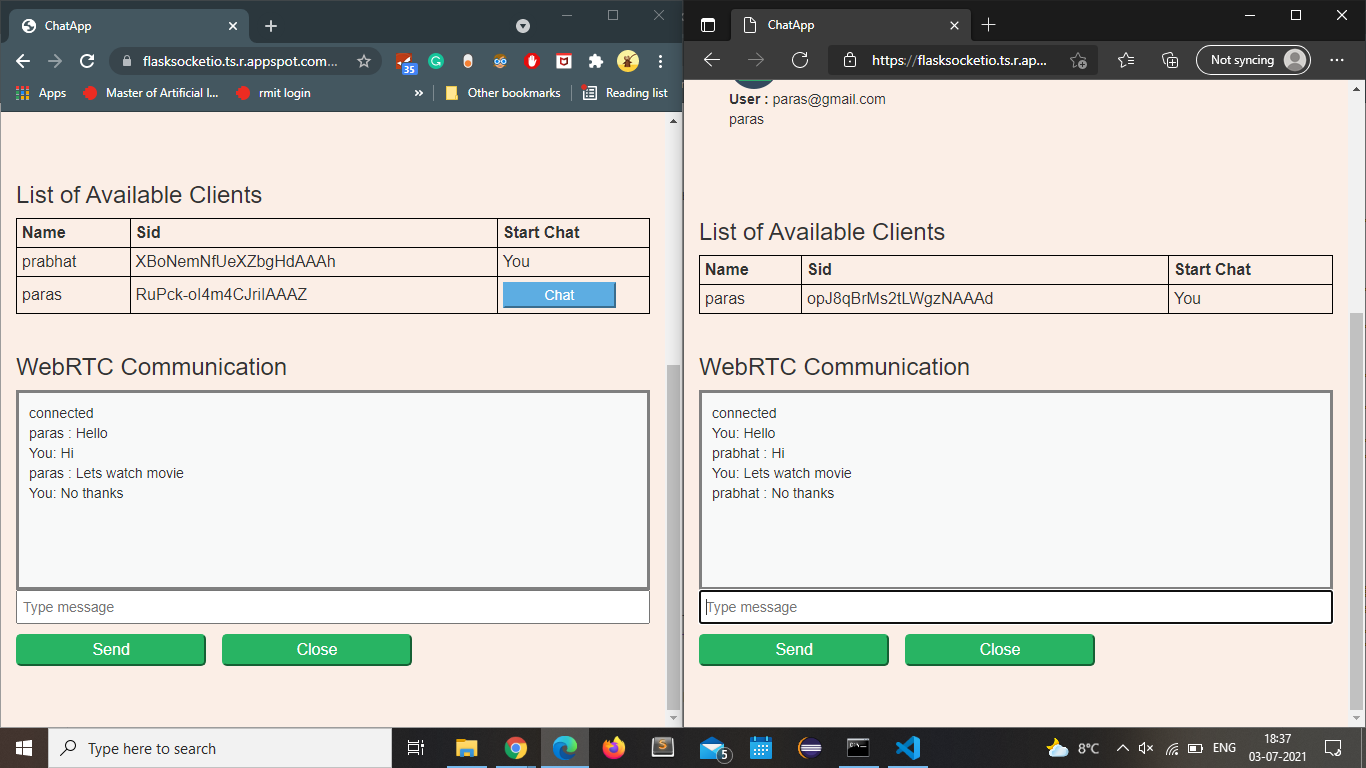 ChatApp
flasksocketio.ts.r.appspot.com...
35
Apps
Master of Artificial I...
rmit login
»
Other bookmarks
Reading list
List of Available Clients
Name Sid Start Chat
prabhat XBoNemNfUeXZbgHdAAAh You
paras RuPck-oI4m4CJriIAAAZ Chat
WebRTC Communication
connected
paras : Hello
You: Hi
paras : Lets watch movie
You: No thanks
Type message
Send Close
ChatApp
https://flasksocketio.ts.r.ap...
Not syncing
User : paras@gmail.com
paras
List of Available Clients
Name Sid Start Chat
paras opJ8qBrMs2tLWgzNAAAd You
WebRTC Communication
connected
You: Hello
prabhat : Hi
You: Lets watch movie
prabhat : No thanks
Type message
Send Close
Type here to search
5
8°C
ENG
18:37
03-07-2021